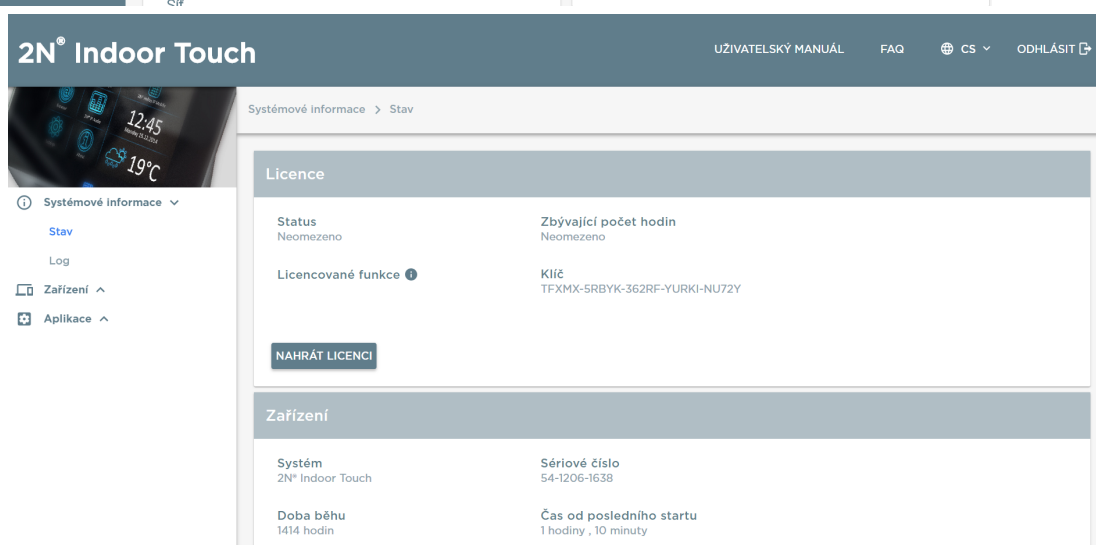 Síť
2N® Indoor Touch
UŽIVATELSKÝ MANUÁL FAQ CS ODHLÁSIT
12:45
19°C
Systémové informace > Stav
Systémové informace
Stav
Log
Zařízení
Aplikace
Licence
Status Zbývající počet hodin
Neomezeno Neomezeno
Licencované funkce Klíč
TFXMX-5RBYK-362RF-YURKI-NU72Y
NAHRÁT LICENCI
Zařízení
Systém Sériové číslo
2N® Indoor Touch 54-1206-1638
Doba běhu Čas od posledního startu
1414 hodin 1 hodiny , 10 minuty